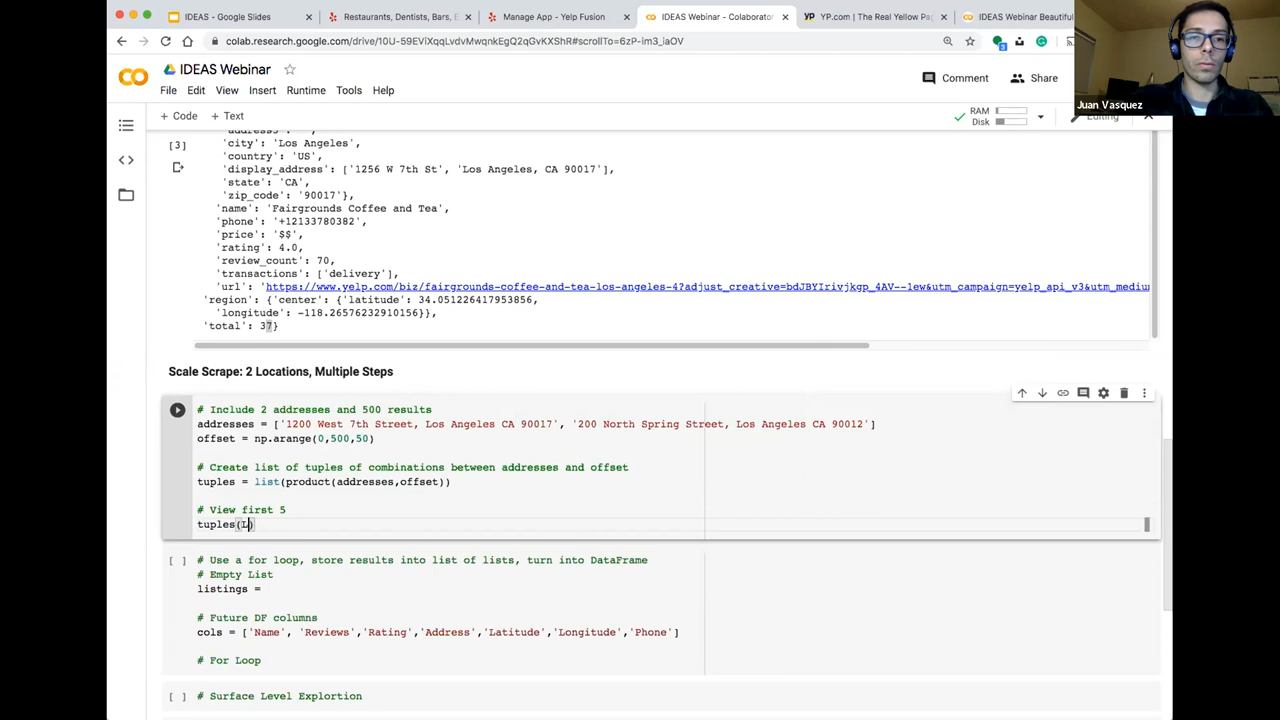 IDEAS - Google Slides
Restaurants, Dentists, Bars, E
Manage App - Yelp Fusion
IDEAS Webinar - Colaborator
YP.com | The Real Yellow Pa
IDEAS Webinar Beautiful
colab.research.google.com/drive/10U-59EViXqqLvdvMwqnkEgQ2qGvKXShR#scrollTo=6zP-im3_iaOV
Juan Vasquez
IDEAS Webinar
File Edit View Insert Runtime Tools Help
Comment
Share
+ Code + Text
RAM
Disk
Editing
[3]
'city': 'Los Angeles',
'country': 'US',
'display_address': ['1256 W 7th St', 'Los Angeles, CA 90017'],
'state': 'CA',
'zip_code': '90017'},
'name': 'Fairgrounds Coffee and Tea',
'phone': '+12133780382',
'price': '$$',
'rating': 4.0,
'review_count': 70,
'transactions': ['delivery'],
'url': 'https://www.yelp.com/biz/fairgrounds-coffee-and-tea-los-angeles-4?adjust_creative=bdJBYIrivjkgp_4AV--1ew&utm_campaign=yelp_api_v3&utm_medium
'region': {'center': {'latitude': 34.051226417953856,
'longitude': -118.26576232910156}},
'total': 37}
Scale Scrape: 2 Locations, Multiple Steps
# Include 2 addresses and 500 results
addresses = ['1200 West 7th Street, Los Angeles CA 90017', '200 North Spring Street, Los Angeles CA 90012']
offset = np.arange(0,500,50)
# Create list of tuples of combinations between addresses and offset
tuples = list(product(addresses,offset))
# View first 5
tuples(L)
[ ] # Use a for loop, store results into list of lists, turn into DataFrame
# Empty List
listings =
# Future DF columns
cols = ['Name', 'Reviews','Rating','Address','Latitude','Longitude','Phone']
# For Loop
[ ] # Surface Level Explortion